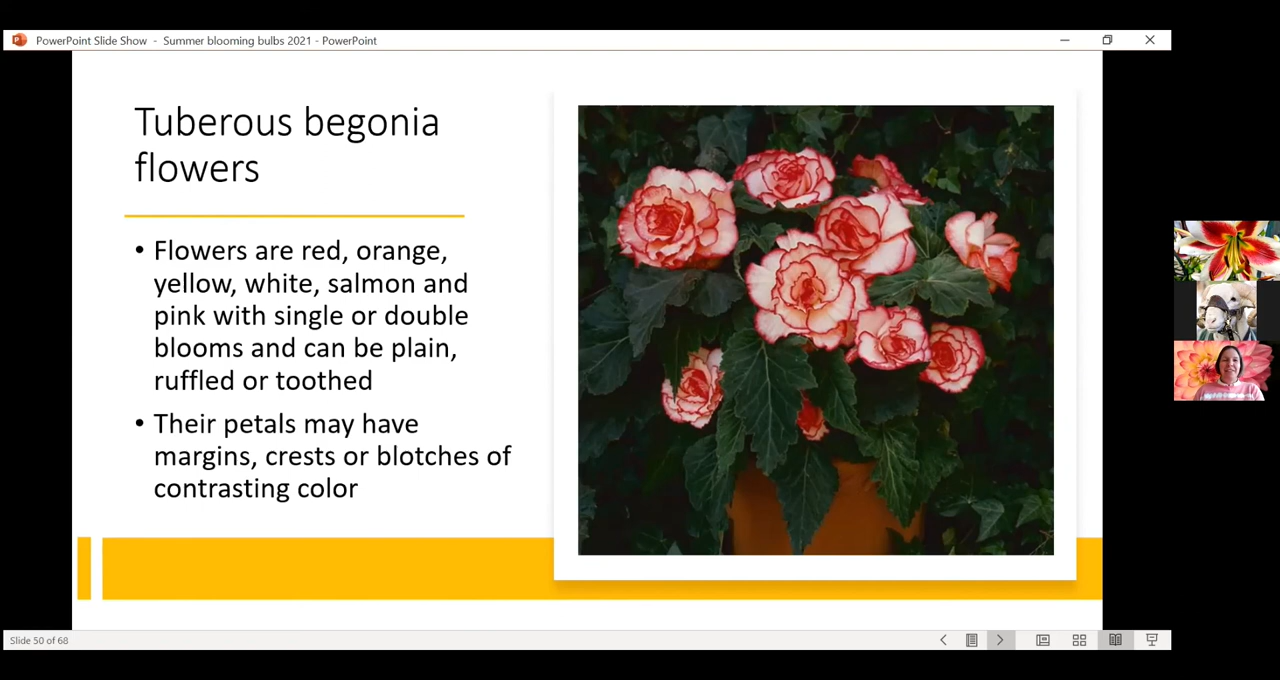 PowerPoint Slide Show - Summer blooming bulbs 2021 - PowerPoint
Tuberous begonia
flowers
• Flowers are red, orange,
yellow, white, salmon and
pink with single or double
blooms and can be plain,
ruffled or toothed
• Their petals may have
margins, crests or blotches of
contrasting color
Slide 50 of 68